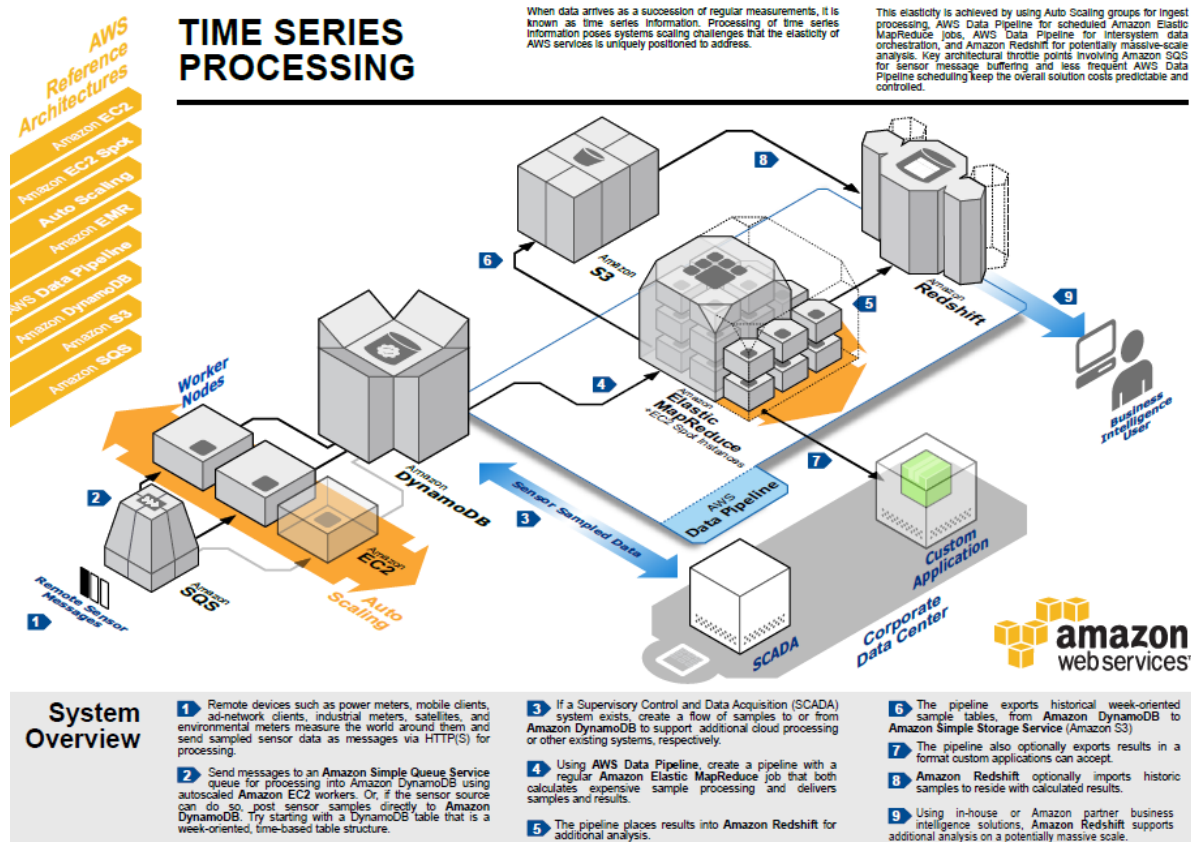 AWS
Reference
Architectures
Amazon EC2
Amazon EC2 Spot
Auto Scaling
Amazon EMR
AWS Data Pipeline
Amazon DynamoDB
Amazon S3
Amazon SQS
TIME SERIES
PROCESSING
When data arrives as a succession of regular measurements, it is
known as time series information. Processing of time series
information poses systems scaling challenges that the elasticity of
AWS services is uniquely positioned to address.
This elasticity is achieved by using Auto Scaling groups for ingest
processing, AWS Data Pipeline for scheduled Amazon Elastic
MapReduce jobs, AWS Data Pipeline for intersystem data
orchestration, and Amazon Redshift for potentially massive-scale
analysis. Key architectural throttle points involving Amazon SQS
for sensor message buffering and less frequent AWS Data
Pipeline scheduling keep the overall solution costs predictable and
controlled.
8
6
Amazon
S3
5
Amazon
Redshift
9
Business
Intelligence
User
4
Amazon
Elastic
MapReduce
+EC2 Spot Instances
Worker
Nodes
Amazon
DynamoDB
7
AWS
Data Pipeline
2
3
Sensor Sampled Data
Amazon
EC2
Auto
Scaling
Amazon
SQS
Remote Sensor
Messages
1
Custom
Application
SCADA
Corporate
Data Center
amazon
web services
System
Overview
1 Remote devices such as power meters, mobile clients,
ad-network clients, industrial meters, satellites, and
environmental meters measure the world around them and
send sampled sensor data as messages via HTTP(S) for
processing.
2 Send messages to an Amazon Simple Queue Service
queue for processing into Amazon DynamoDB using
autoscaled Amazon EC2 workers. Or, if the sensor source
can do so, post sensor samples directly to Amazon
DynamoDB. Try starting with a DynamoDB table that is a
week-oriented, time-based table structure.
3 If a Supervisory Control and Data Acquisition (SCADA)
system exists, create a flow of samples to or from
Amazon DynamoDB to support additional cloud processing
or other existing systems, respectively.
4 Using AWS Data Pipeline, create a pipeline with a
regular Amazon Elastic MapReduce job that both
calculates expensive sample processing and delivers
samples and results.
5 The pipeline places results into Amazon Redshift for
additional analysis.
6 The pipeline exports historical week-oriented
sample tables, from Amazon DynamoDB to
Amazon Simple Storage Service (Amazon S3)
7 The pipeline also optionally exports results in a
format custom applications can accept.
8 Amazon Redshift optionally imports historic
samples to reside with calculated results.
9 Using in-house or Amazon partner business
intelligence solutions, Amazon Redshift supports
additional analysis on a potentially massive scale.